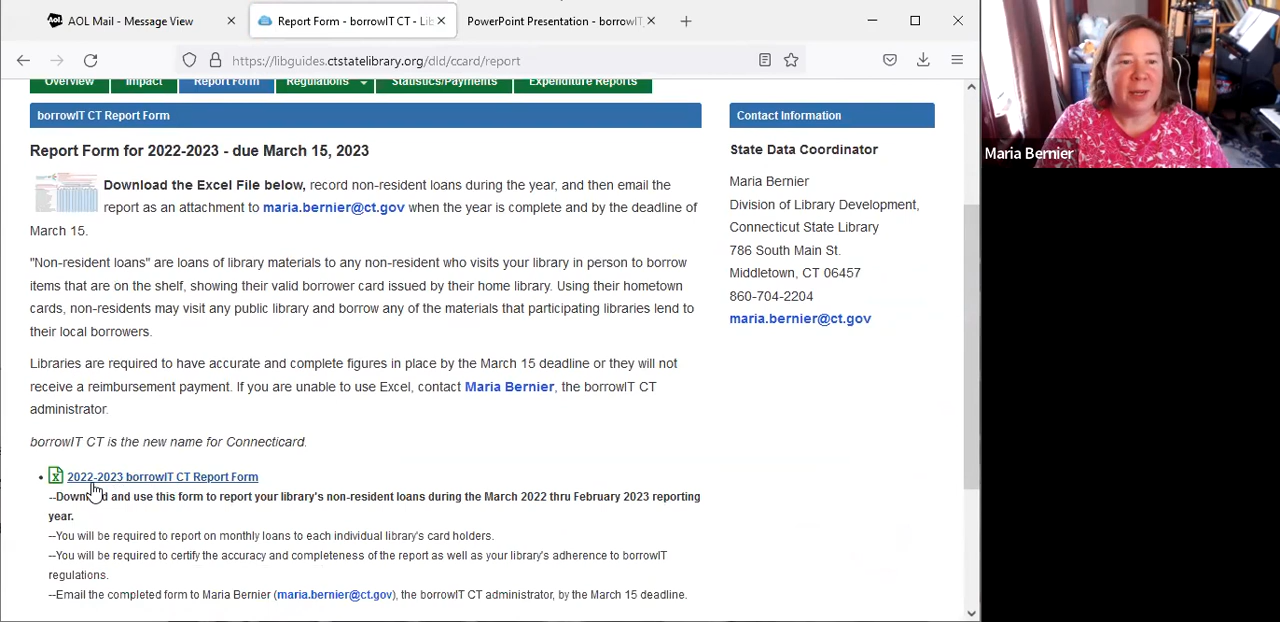 AOL Mail - Message View
Report Form - borrowIT CT - Lib
PowerPoint Presentation - borrowIT
https://libguides.ctstatelibrary.org/dld/ccard/report
Overview
Impact
Report Form
Regulations
Statistics/Payments
Expenditure Reports
borrowIT CT Report Form
Report Form for 2022-2023 - due March 15, 2023
Download the Excel File below, record non-resident loans during the year, and then email the
report as an attachment to maria.bernier@ct.gov when the year is complete and by the deadline of
March 15.
"Non-resident loans" are loans of library materials to any non-resident who visits your library in person to borrow
items that are on the shelf, showing their valid borrower card issued by their home library. Using their hometown
cards, non-residents may visit any public library and borrow any of the materials that participating libraries lend to
their local borrowers.
Libraries are required to have accurate and complete figures in place by the March 15 deadline or they will not
receive a reimbursement payment. If you are unable to use Excel, contact Maria Bernier, the borrowIT CT
administrator.
borrowIT CT is the new name for Connecticard.
2022-2023 borrowIT CT Report Form
--Download and use this form to report your library's non-resident loans during the March 2022 thru February 2023 reporting
year.
--You will be required to report on monthly loans to each individual library's card holders.
--You will be required to certify the accuracy and completeness of the report as well as your library's adherence to borrowIT
regulations.
--Email the completed form to Maria Bernier (maria.bernier@ct.gov), the borrowIT CT administrator, by the March 15 deadline.
Contact Information
State Data Coordinator
Maria Bernier
Division of Library Development,
Connecticut State Library
786 South Main St.
Middletown, CT 06457
860-704-2204
maria.bernier@ct.gov
Maria Bernier